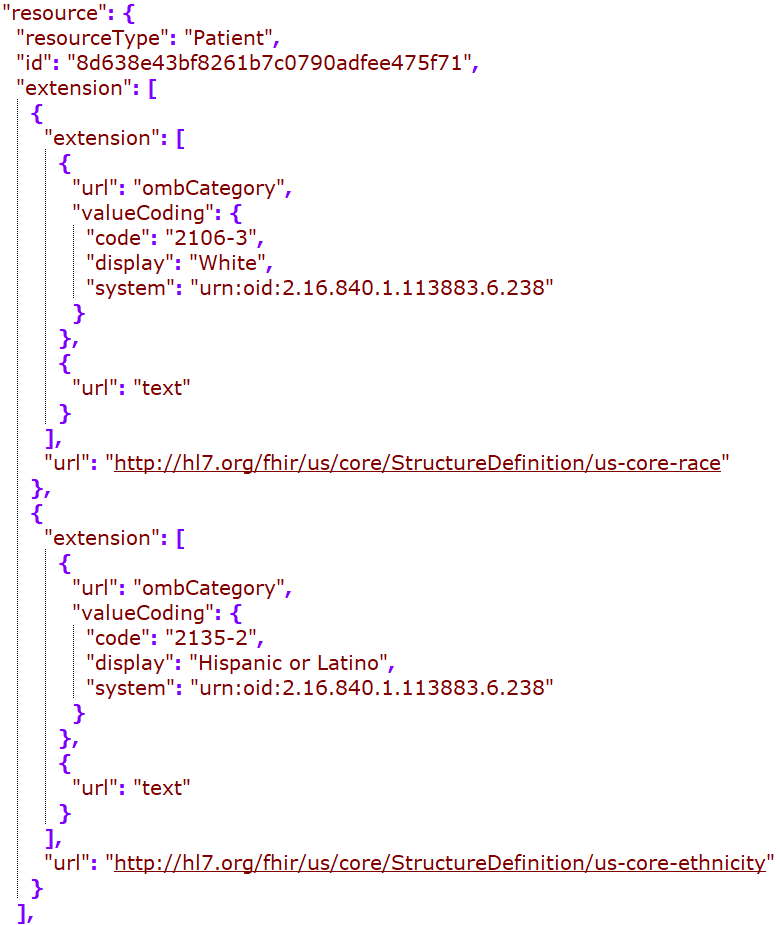 "resource": {
"resourceType": "Patient",
"id": "8d638e43bf8261b7c0790adfee475f71",
"extension": [
{
"extension": [
{
"url": "ombCategory",
"valueCoding": {
"code": "2106-3",
"display": "White",
"system": "urn:oid:2.16.840.1.113883.6.238"
}
},
{
"url": "text"
}
],
"url": "http://hl7.org/fhir/us/core/StructureDefinition/us-core-race"
},
{
"extension": [
{
"url": "ombCategory",
"valueCoding": {
"code": "2135-2",
"display": "Hispanic or Latino",
"system": "urn:oid:2.16.840.1.113883.6.238"
}
},
{
"url": "text"
}
],
"url": "http://hl7.org/fhir/us/core/StructureDefinition/us-core-ethnicity"
}
],